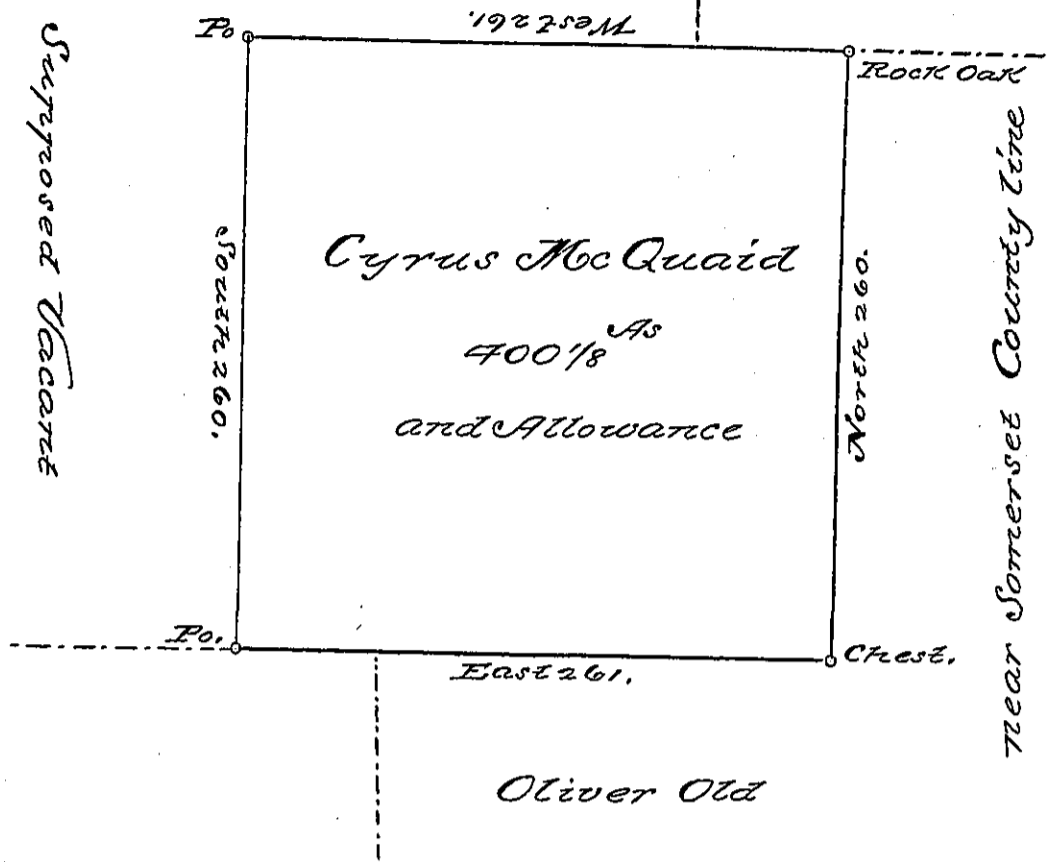 West 261.
Po
Rock Oak
Supposed Vacant
near Somerset County line
South 260.
North 260.
Cyrus McQuaid
400 1/8 As
and Allowance
Po.
Chest.
East 261.
Oliver Old